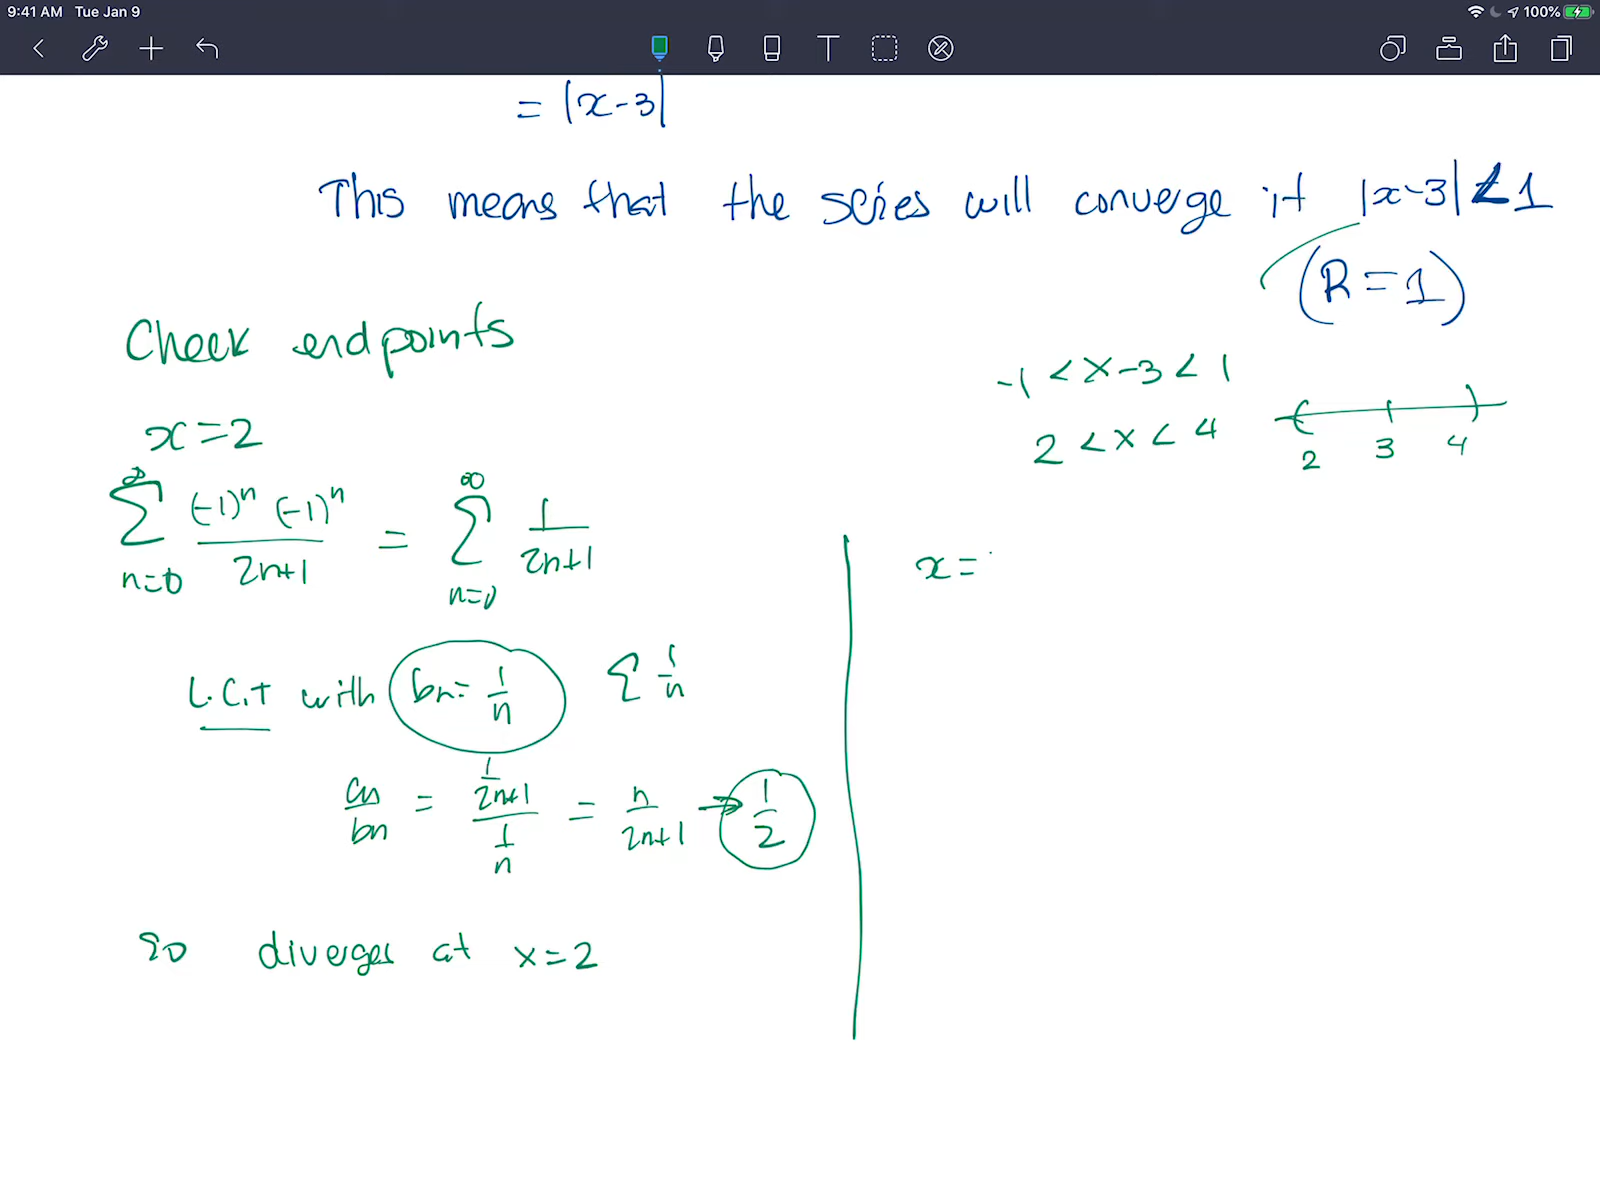 9:41 AM Tue Jan 9
100%
T
= |x-3|
This means that the series will converge if |x-3| < 1
(R = 1)
Check endpoints
-1 < x-3 < 1
2 < x < 4
2 3 4
x = 2
∞ ∑ n=0 (-1)^n (-1)^n / 2n+1 = ∞ ∑ n=0 1 / 2n+1
L.C.T with bn = 1/n ∑ 1/n
an/bn = (1/2n+1) / (1/n) = n / 2n+1 → 1/2
So diverges at x = 2
x =